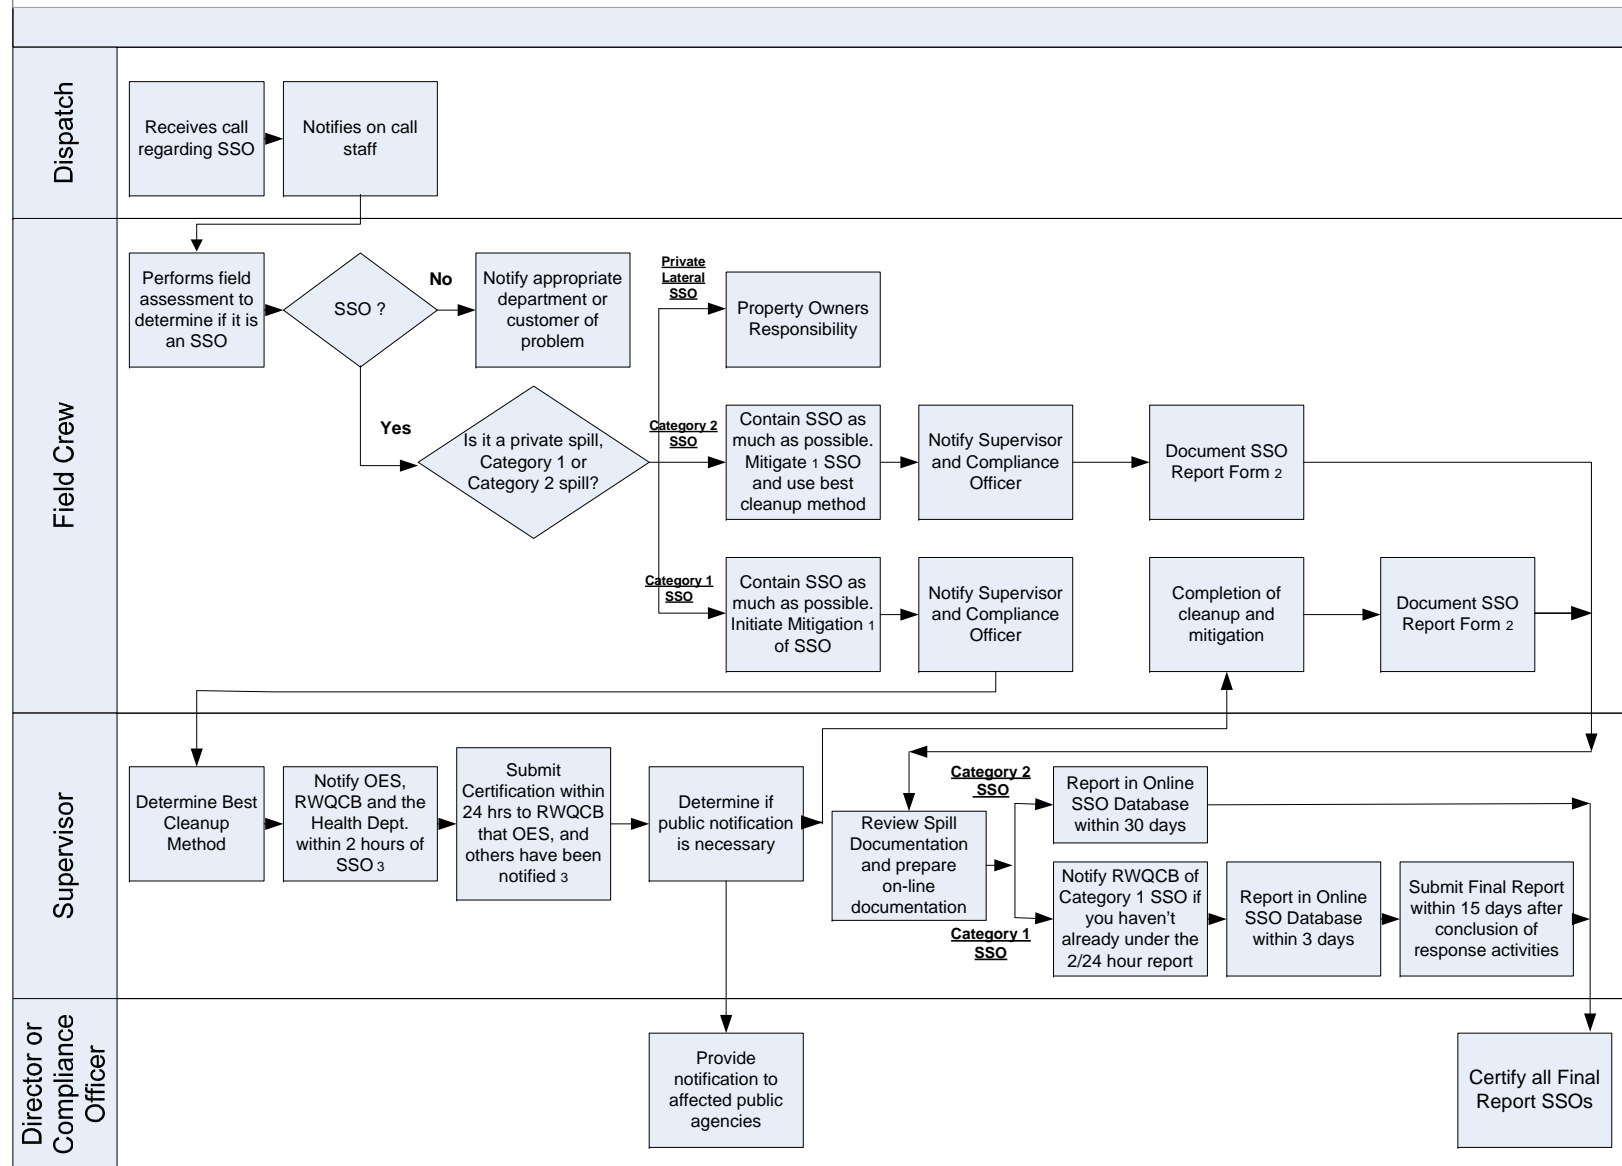 Dispatch
Receives call
regarding SSO
Notifies on call
staff
Field Crew
Performs field
assessment to
determine if it is
an SSO
SSO ?
No
Notify appropriate
department or
customer of
problem
Yes
Is it a private spill,
Category 1 or
Category 2 spill?
Private
Lateral
SSO
Property Owners
Responsibility
Category 2
SSO
Contain SSO as
much as possible.
Mitigate 1 SSO
and use best
cleanup method
Notify Supervisor
and Compliance
Officer
Document SSO
Report Form 2
Category 1
SSO
Contain SSO as
much as possible.
Initiate Mitigation 1
of SSO
Notify Supervisor
and Compliance
Officer
Completion of
cleanup and
mitigation
Document SSO
Report Form 2
Supervisor
Determine Best
Cleanup
Method
Notify OES,
RWQCB and the
Health Dept.
within 2 hours of
SSO 3
Submit
Certification within
24 hrs to RWQCB
that OES, and
others have been
notified 3
Determine if
public notification
is necessary
Review Spill
Documentation
and prepare
on-line
documentation
Category 2
SSO
Report in Online
SSO Database
within 30 days
Category 1
SSO
Notify RWQCB of
Category 1 SSO if
you haven't
already under the
2/24 hour report
Report in Online
SSO Database
within 3 days
Submit Final Report
within 15 days after
conclusion of
response activities
Director or
Compliance
Officer
Provide
notification to
affected public
agencies
Certify all Final
Report SSOs